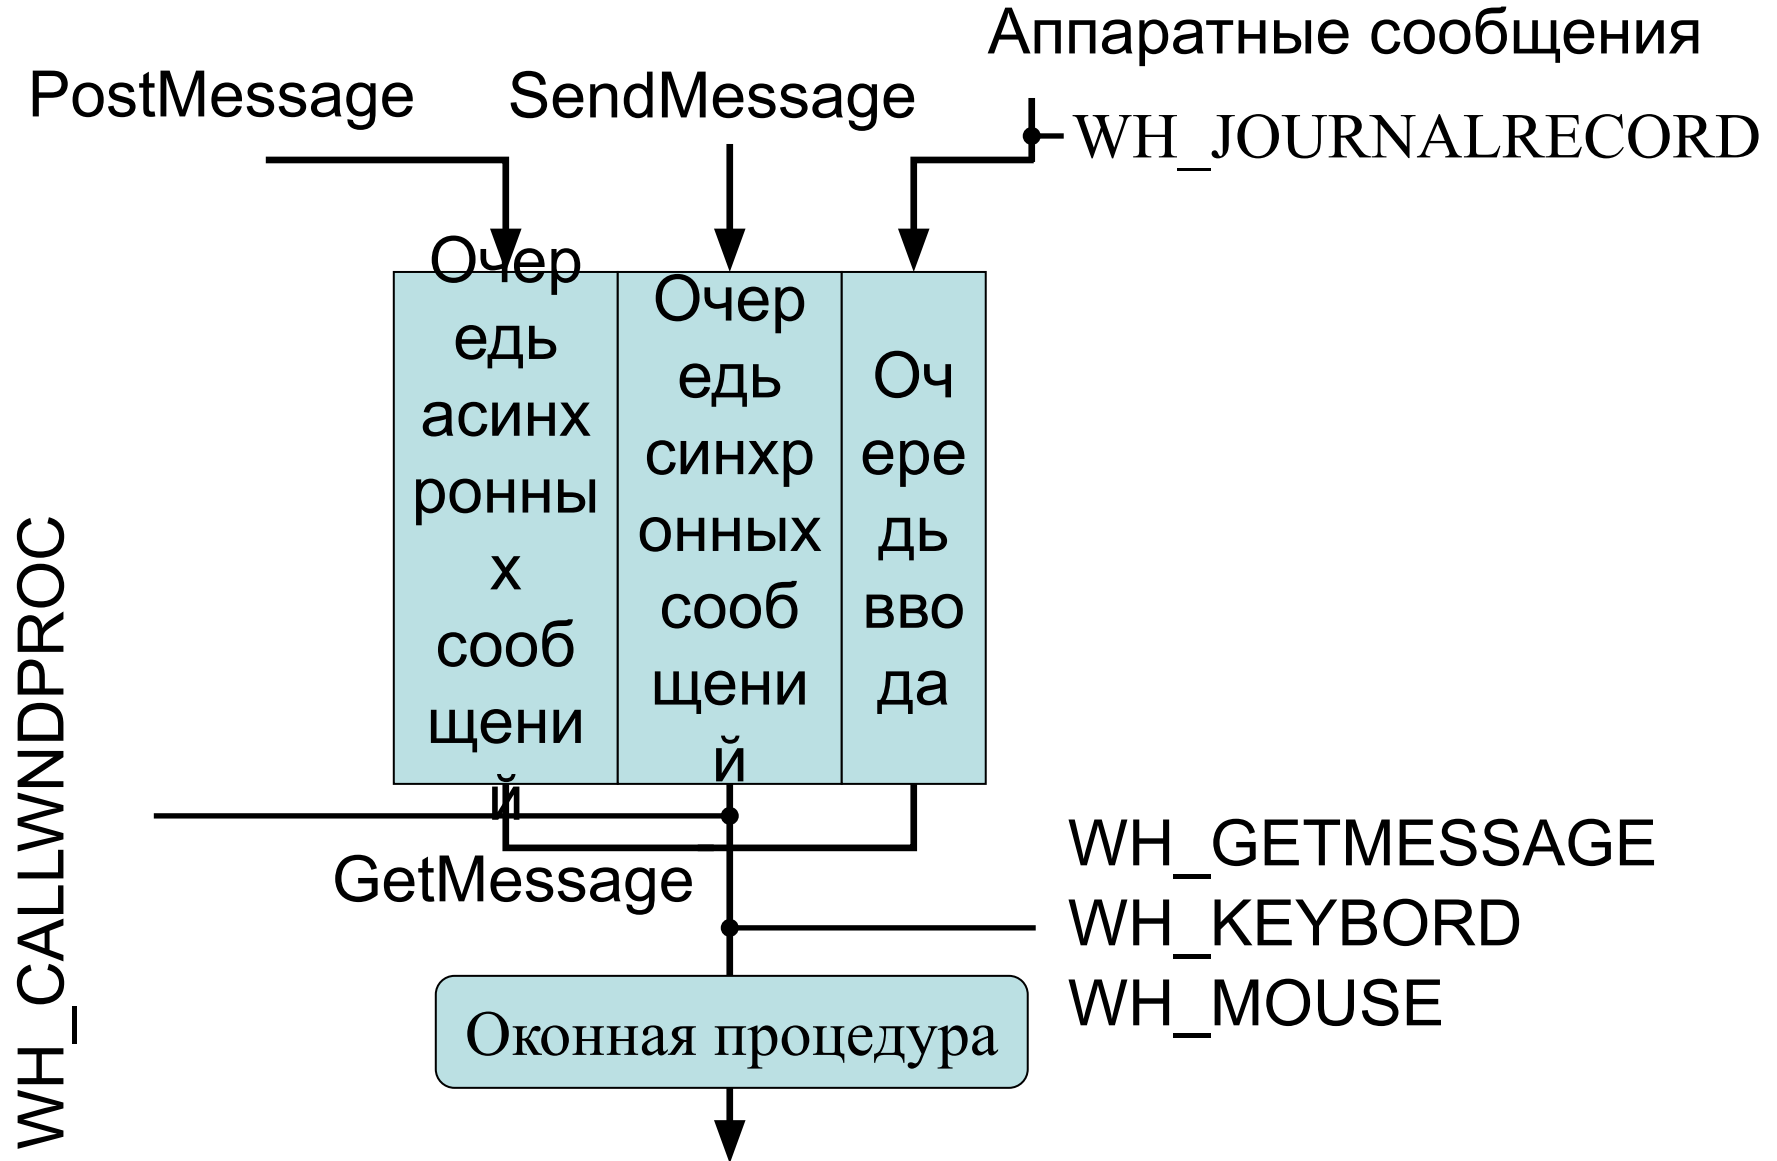 Аппаратные сообщения
PostMessage
SendMessage
WH_JOURNALRECORD
Очер
едь
асинх
ронны
х
сооб
щени
й
Очер
едь
синхр
онных
сооб
щени
й
Оч
ере
дь
вво
да
WH_CALLWNDPROC
GetMessage
WH_GETMESSAGE
WH_KEYBORD
WH_MOUSE
Оконная процедура